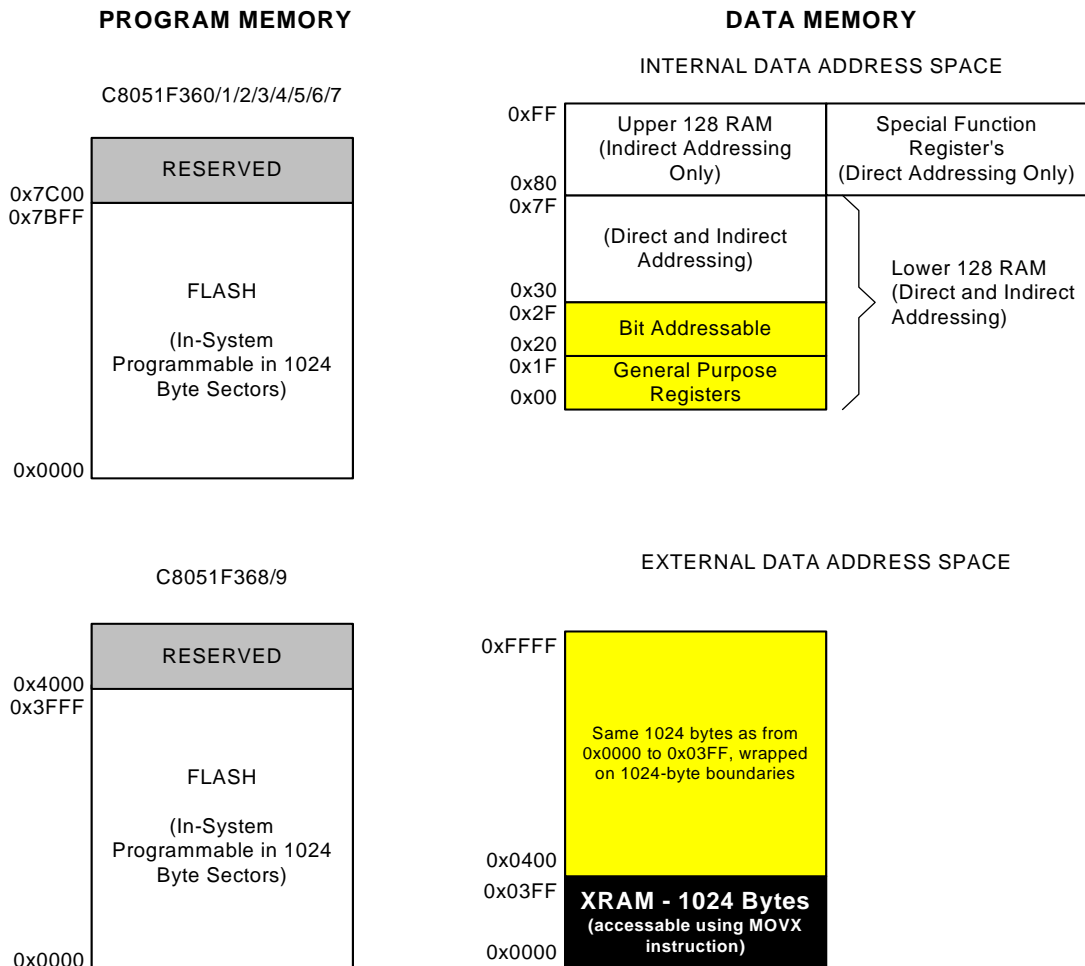 PROGRAM MEMORY
C8051F360/1/2/3/4/5/6/7
RESERVED
0x7C00
0x7BFF
FLASH
(In-System
Programmable in 1024
Byte Sectors)
0x0000
C8051F368/9
RESERVED
0x4000
0x3FFF
FLASH
(In-System
Programmable in 1024
Byte Sectors)
0x0000
DATA MEMORY
INTERNAL DATA ADDRESS SPACE
0xFF
Upper 128 RAM
(Indirect Addressing
Only)
Special Function
Register's
(Direct Addressing Only)
0x80
0x7F
(Direct and Indirect
Addressing)
Lower 128 RAM
(Direct and Indirect
Addressing)
0x30
0x2F
Bit Addressable
0x20
0x1F
General Purpose
Registers
0x00
EXTERNAL DATA ADDRESS SPACE
0xFFFF
Same 1024 bytes as from
0x0000 to 0x03FF, wrapped
on 1024-byte boundaries
0x0400
0x03FF
XRAM - 1024 Bytes
(accessable using MOVX
instruction)
0x0000